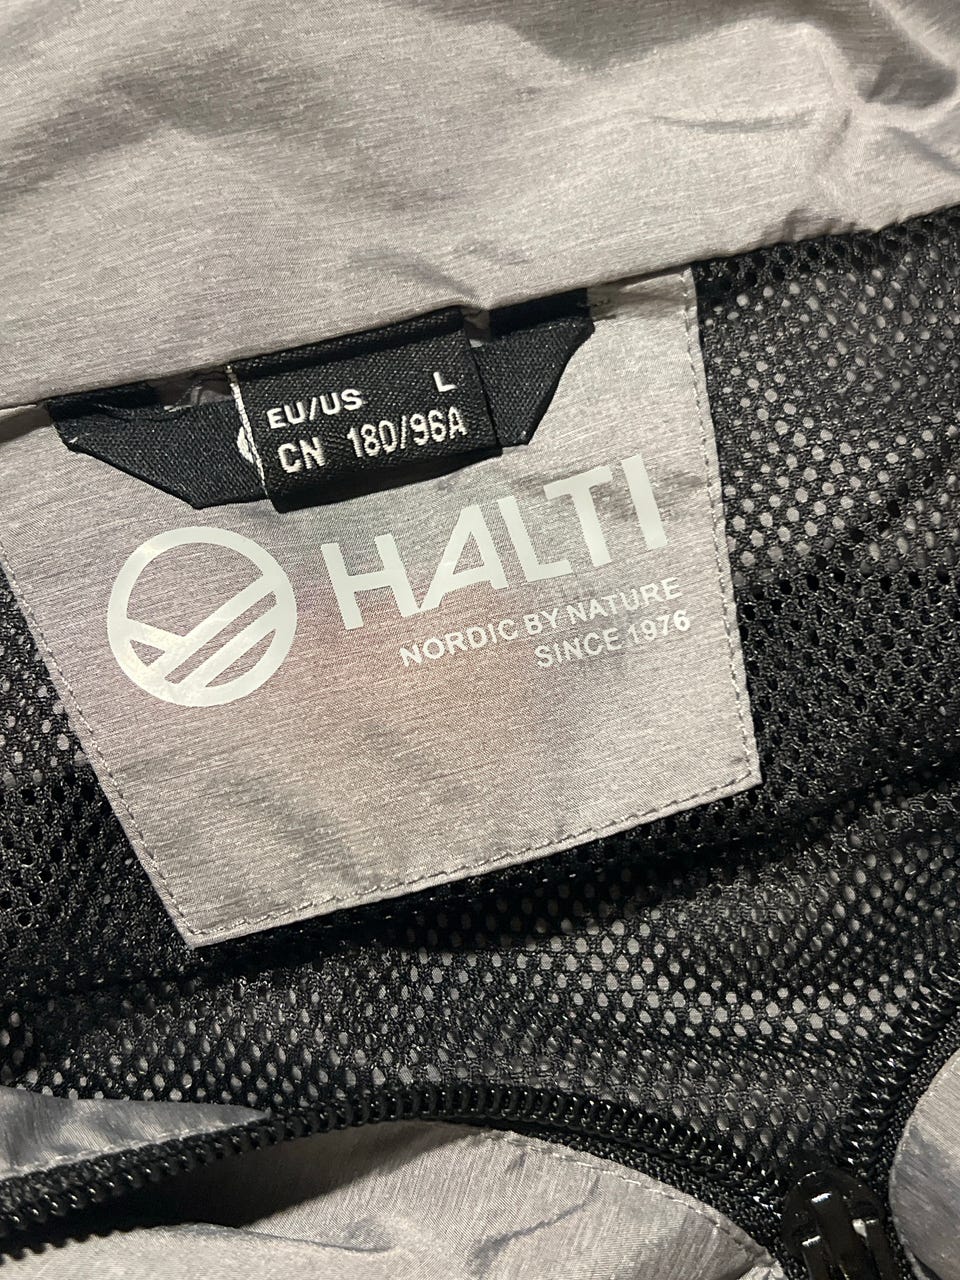 EU/US L
CN 180/96A
HALTI
NORDIC BY NATURE
SINCE 1976